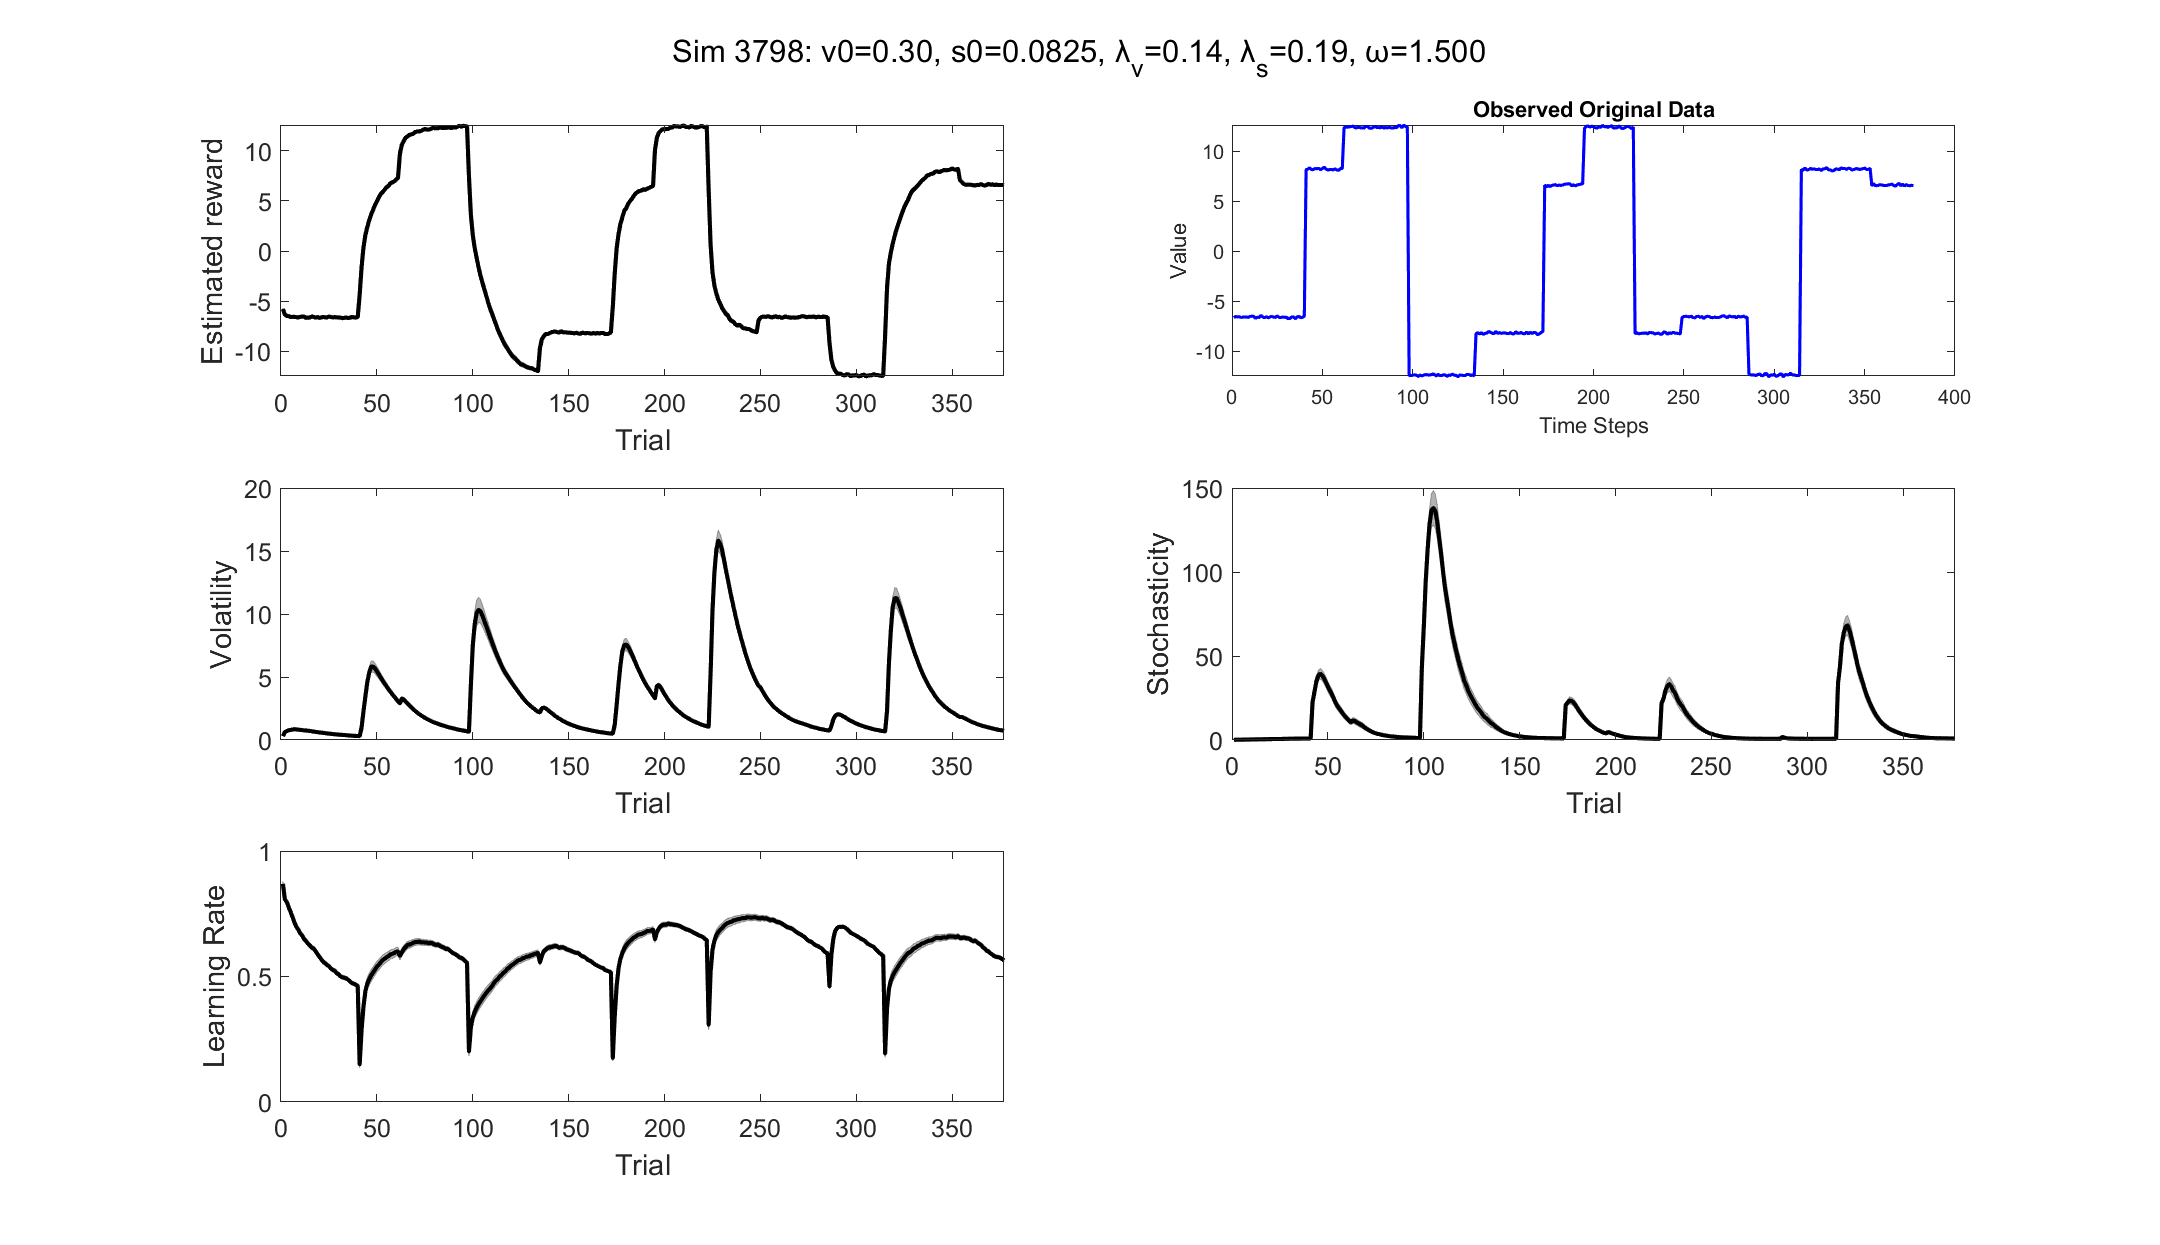 Sim 3798: v0=0.30, s0=0.0825, λ_v=0.14, λ_s=0.19, ω=1.500
Estimated reward
10
5
0
-5
-10
0 50 100 150 200 250 300 350
Trial
Observed Original Data
Value
10
5
0
-5
-10
0 50 100 150 200 250 300 350 400
Time Steps
Volatility
20
15
10
5
0
0 50 100 150 200 250 300 350
Trial
Stochasticity
150
100
50
0
0 50 100 150 200 250 300 350
Trial
Learning Rate
1
0.5
0
0 50 100 150 200 250 300 350
Trial